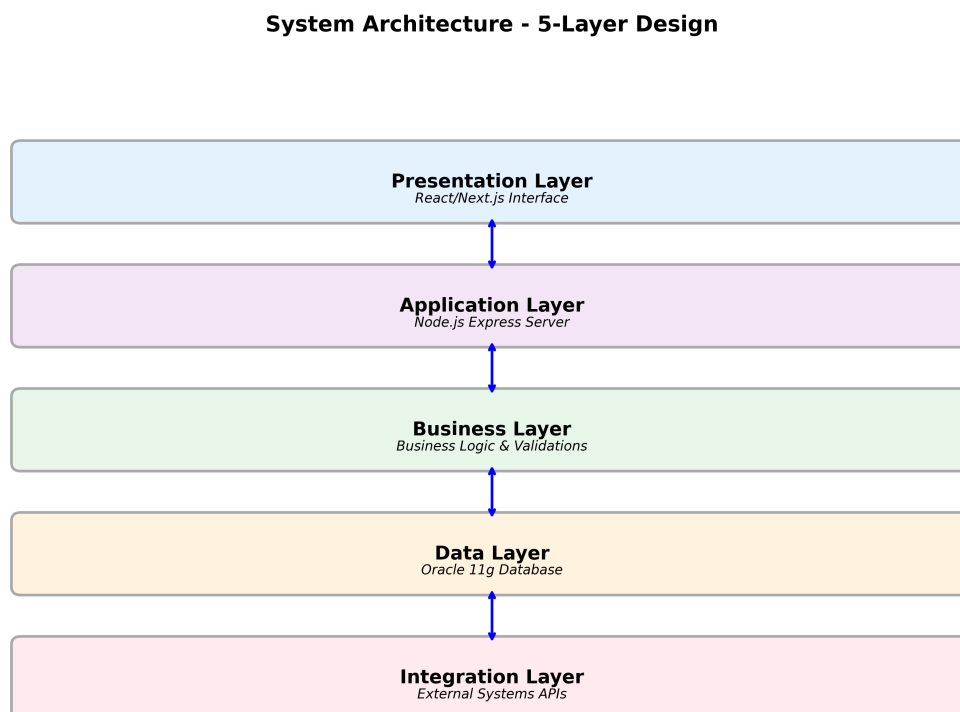 System Architecture - 5-Layer Design
Presentation Layer
React/Next.js Interface
Application Layer
Node.js Express Server
Business Layer
Business Logic & Validations
Data Layer
Oracle 11g Database
Integration Layer
External Systems APIs